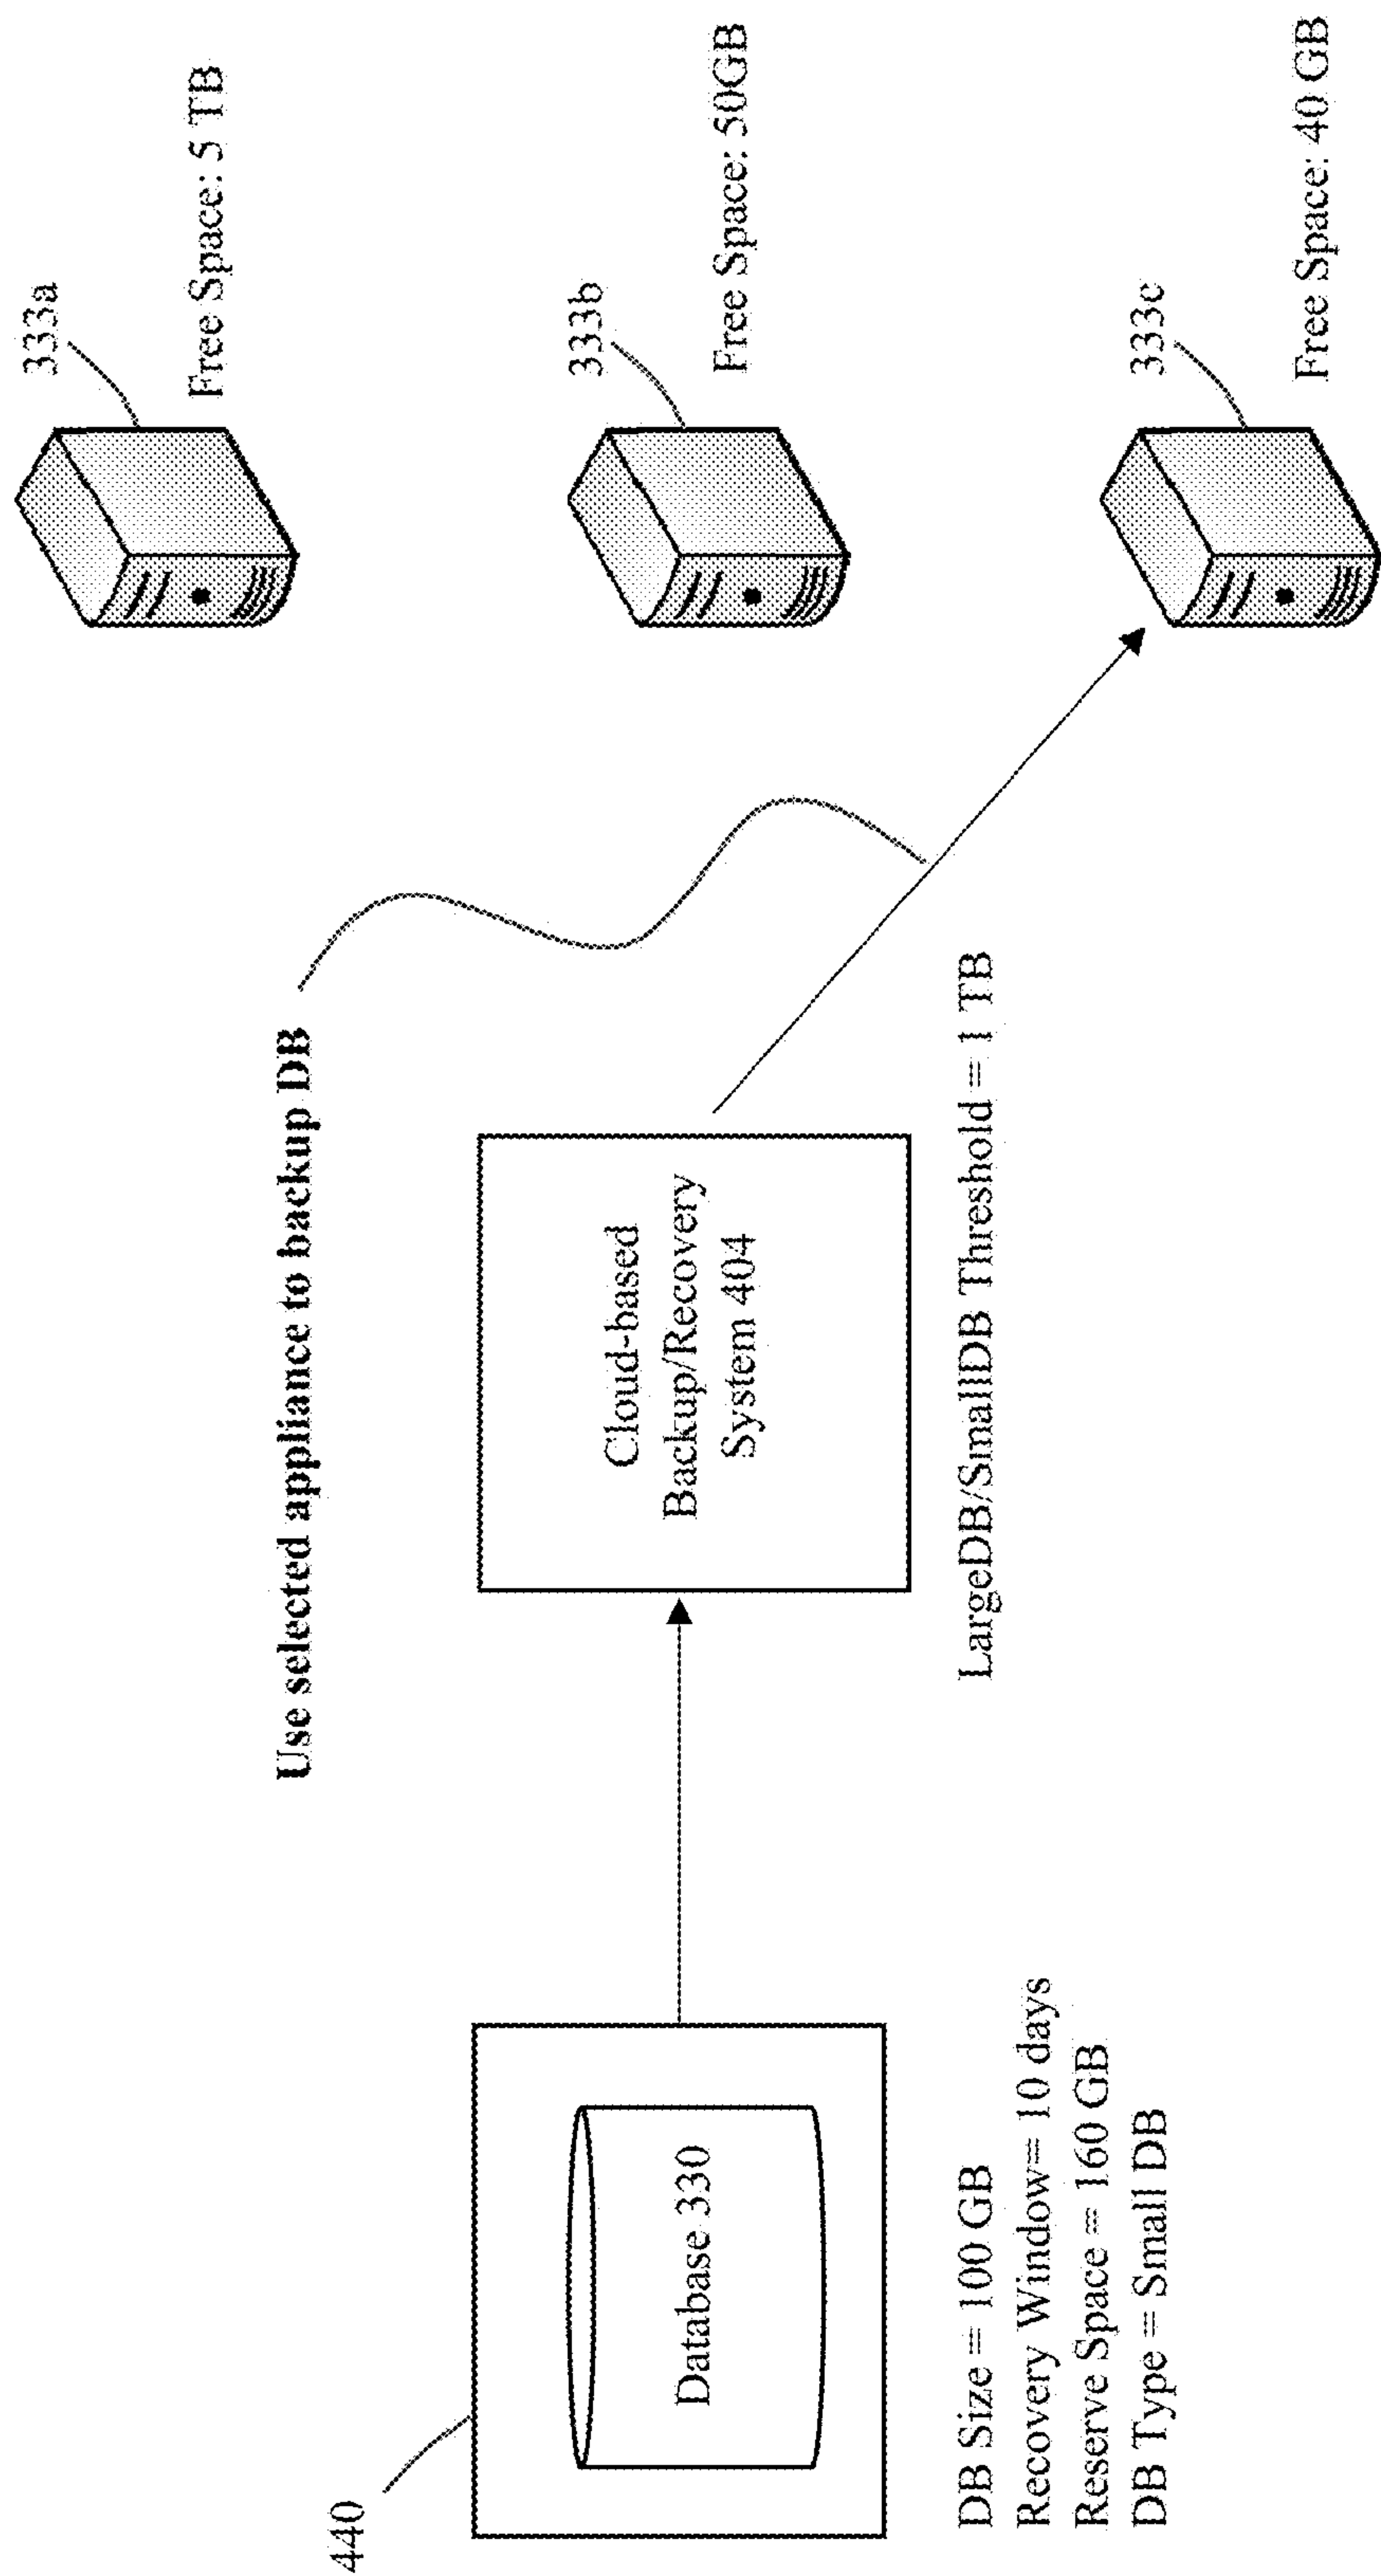 440
Database 330
DB Size = 100 GB
Recovery Window= 10 days
Reserve Space = 160 GB
DB Type = Small DB
Use selected appliance to backup DB
Cloud-based
Backup/Recovery
System 404
LargeDB/SmallDB Threshold = 1 TB
333a
Free Space: 5 TB
333b
Free Space: 50GB
333c
Free Space: 40 GB